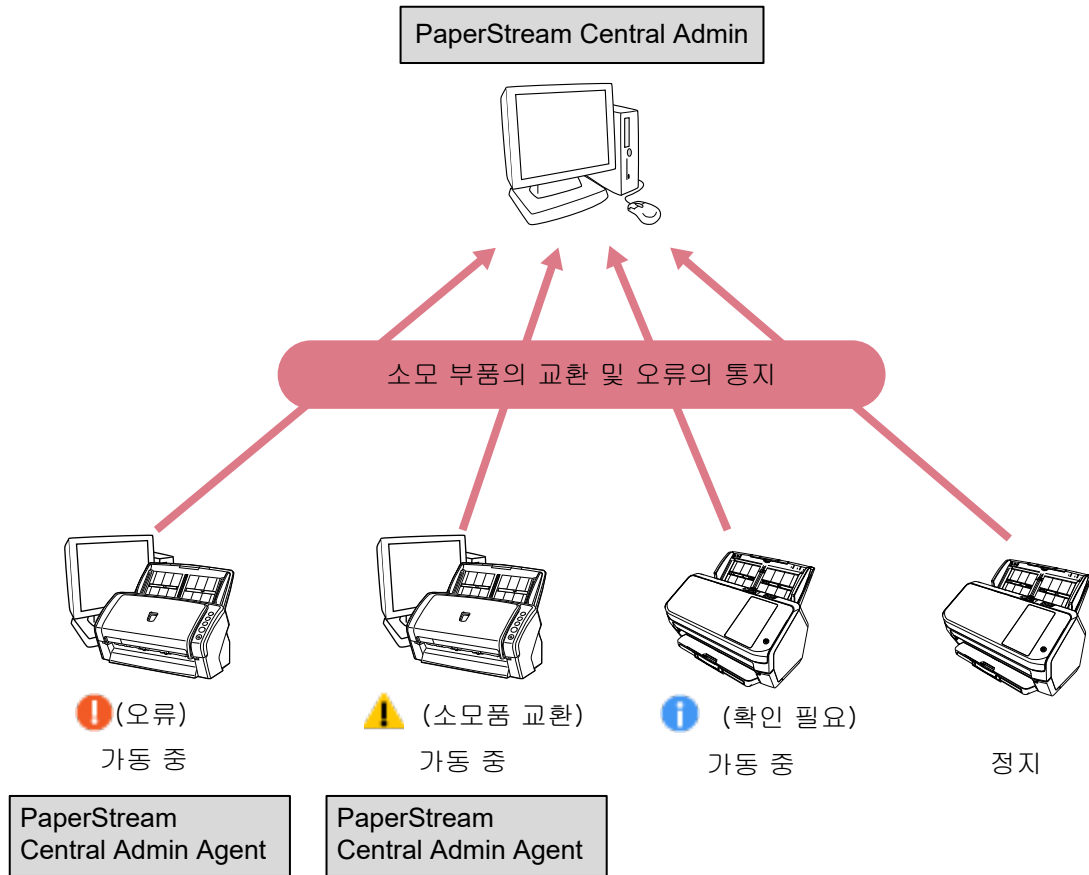 PaperStream Central Admin
소모 부품의 교환 및 오류의 통지
(오류)
(소모품 교환)
(확인 필요)
가동 중
가동 중
가동 중
정지
PaperStream
Central Admin Agent
PaperStream
Central Admin Agent